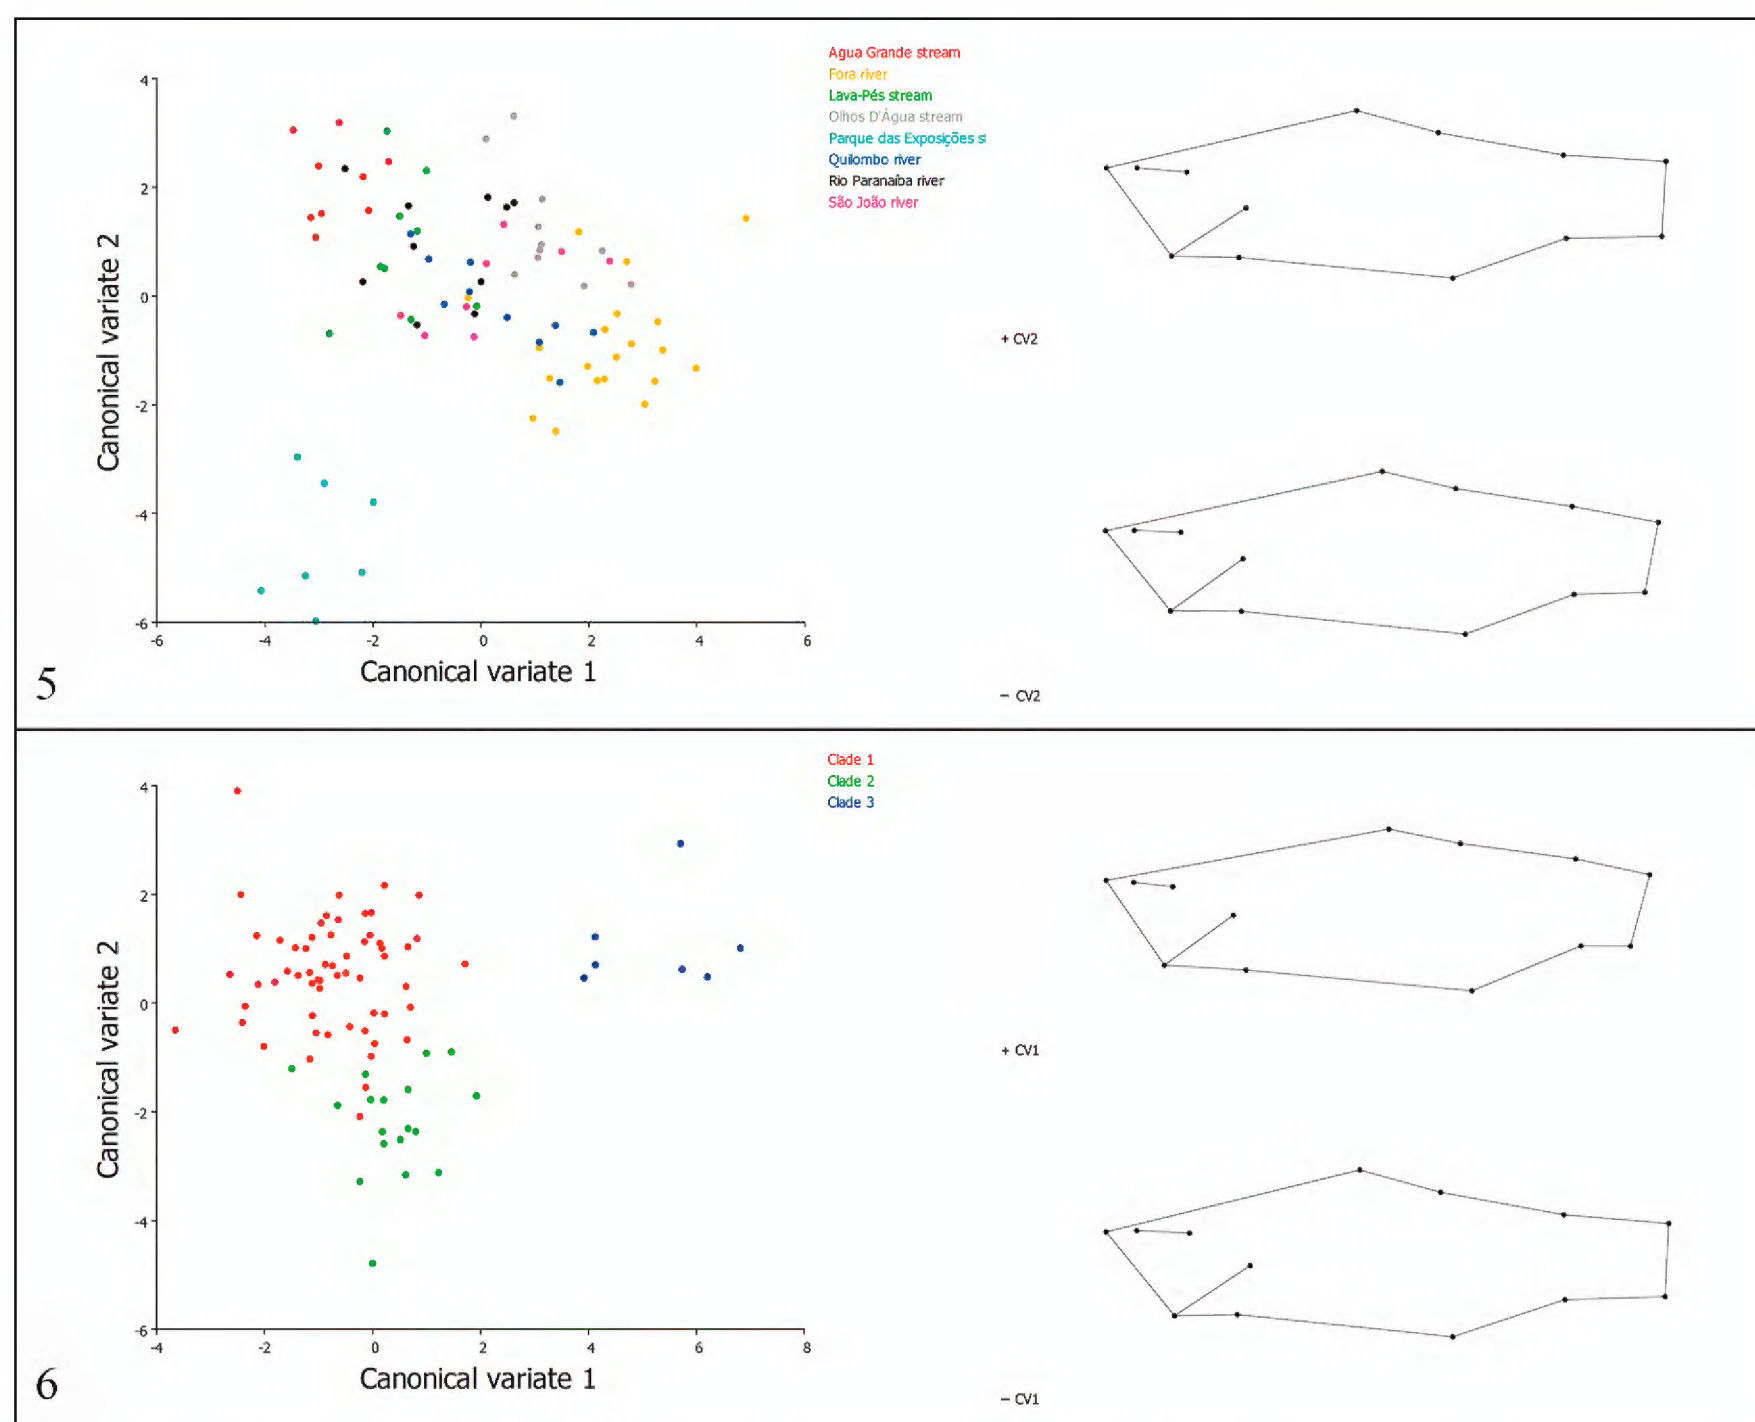 Agua Grande stream
Fora river
Lava-Pés stream
Olhos D'Água stream
Parque das Exposições s
Quilombo river
Rio Paranaíba river
São João river
4
2
0
-2
-4
-6
Canonical variate 2
-6 -4 -2 0 2 4 6
Canonical variate 1
+ CV2
- CV2
5
Clade 1
Clade 2
Clade 3
4
2
0
-2
-4
-6
Canonical variate 2
-4 -2 0 2 4 6 8
Canonical variate 1
+ CV1
- CV1
6